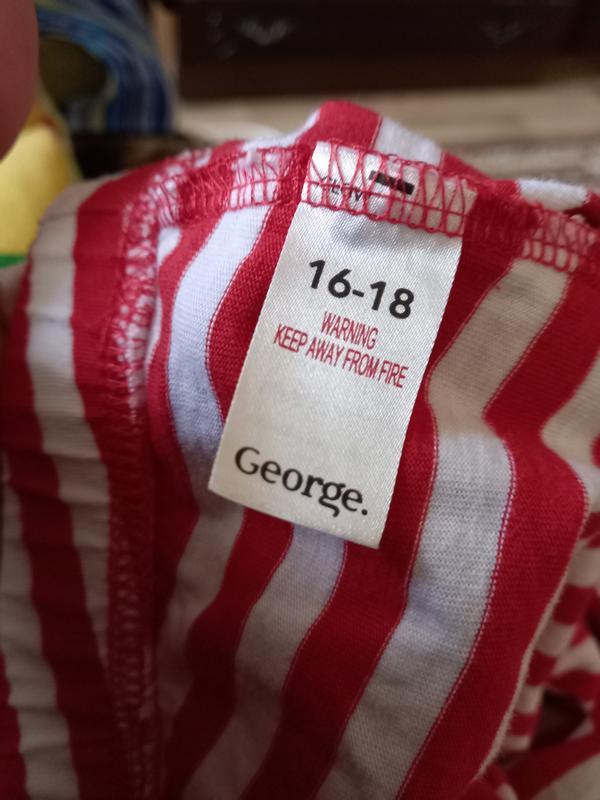 16-18
WARNING
KEEP AWAY FROM FIRE
George.